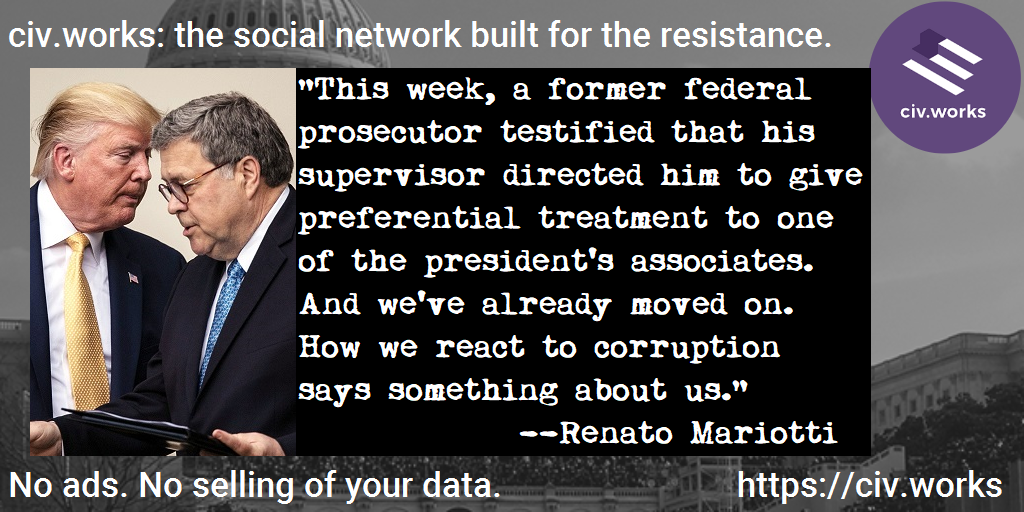 civ.works: the social network built for the resistance.
civ.works
"This week, a former federal
prosecutor testified that his
supervisor directed him to give
preferential treatment to one
of the president's associates.
And we've already moved on.
How we react to corruption
says something about us."
--Renato Mariotti
No ads. No selling of your data.
https://civ.works